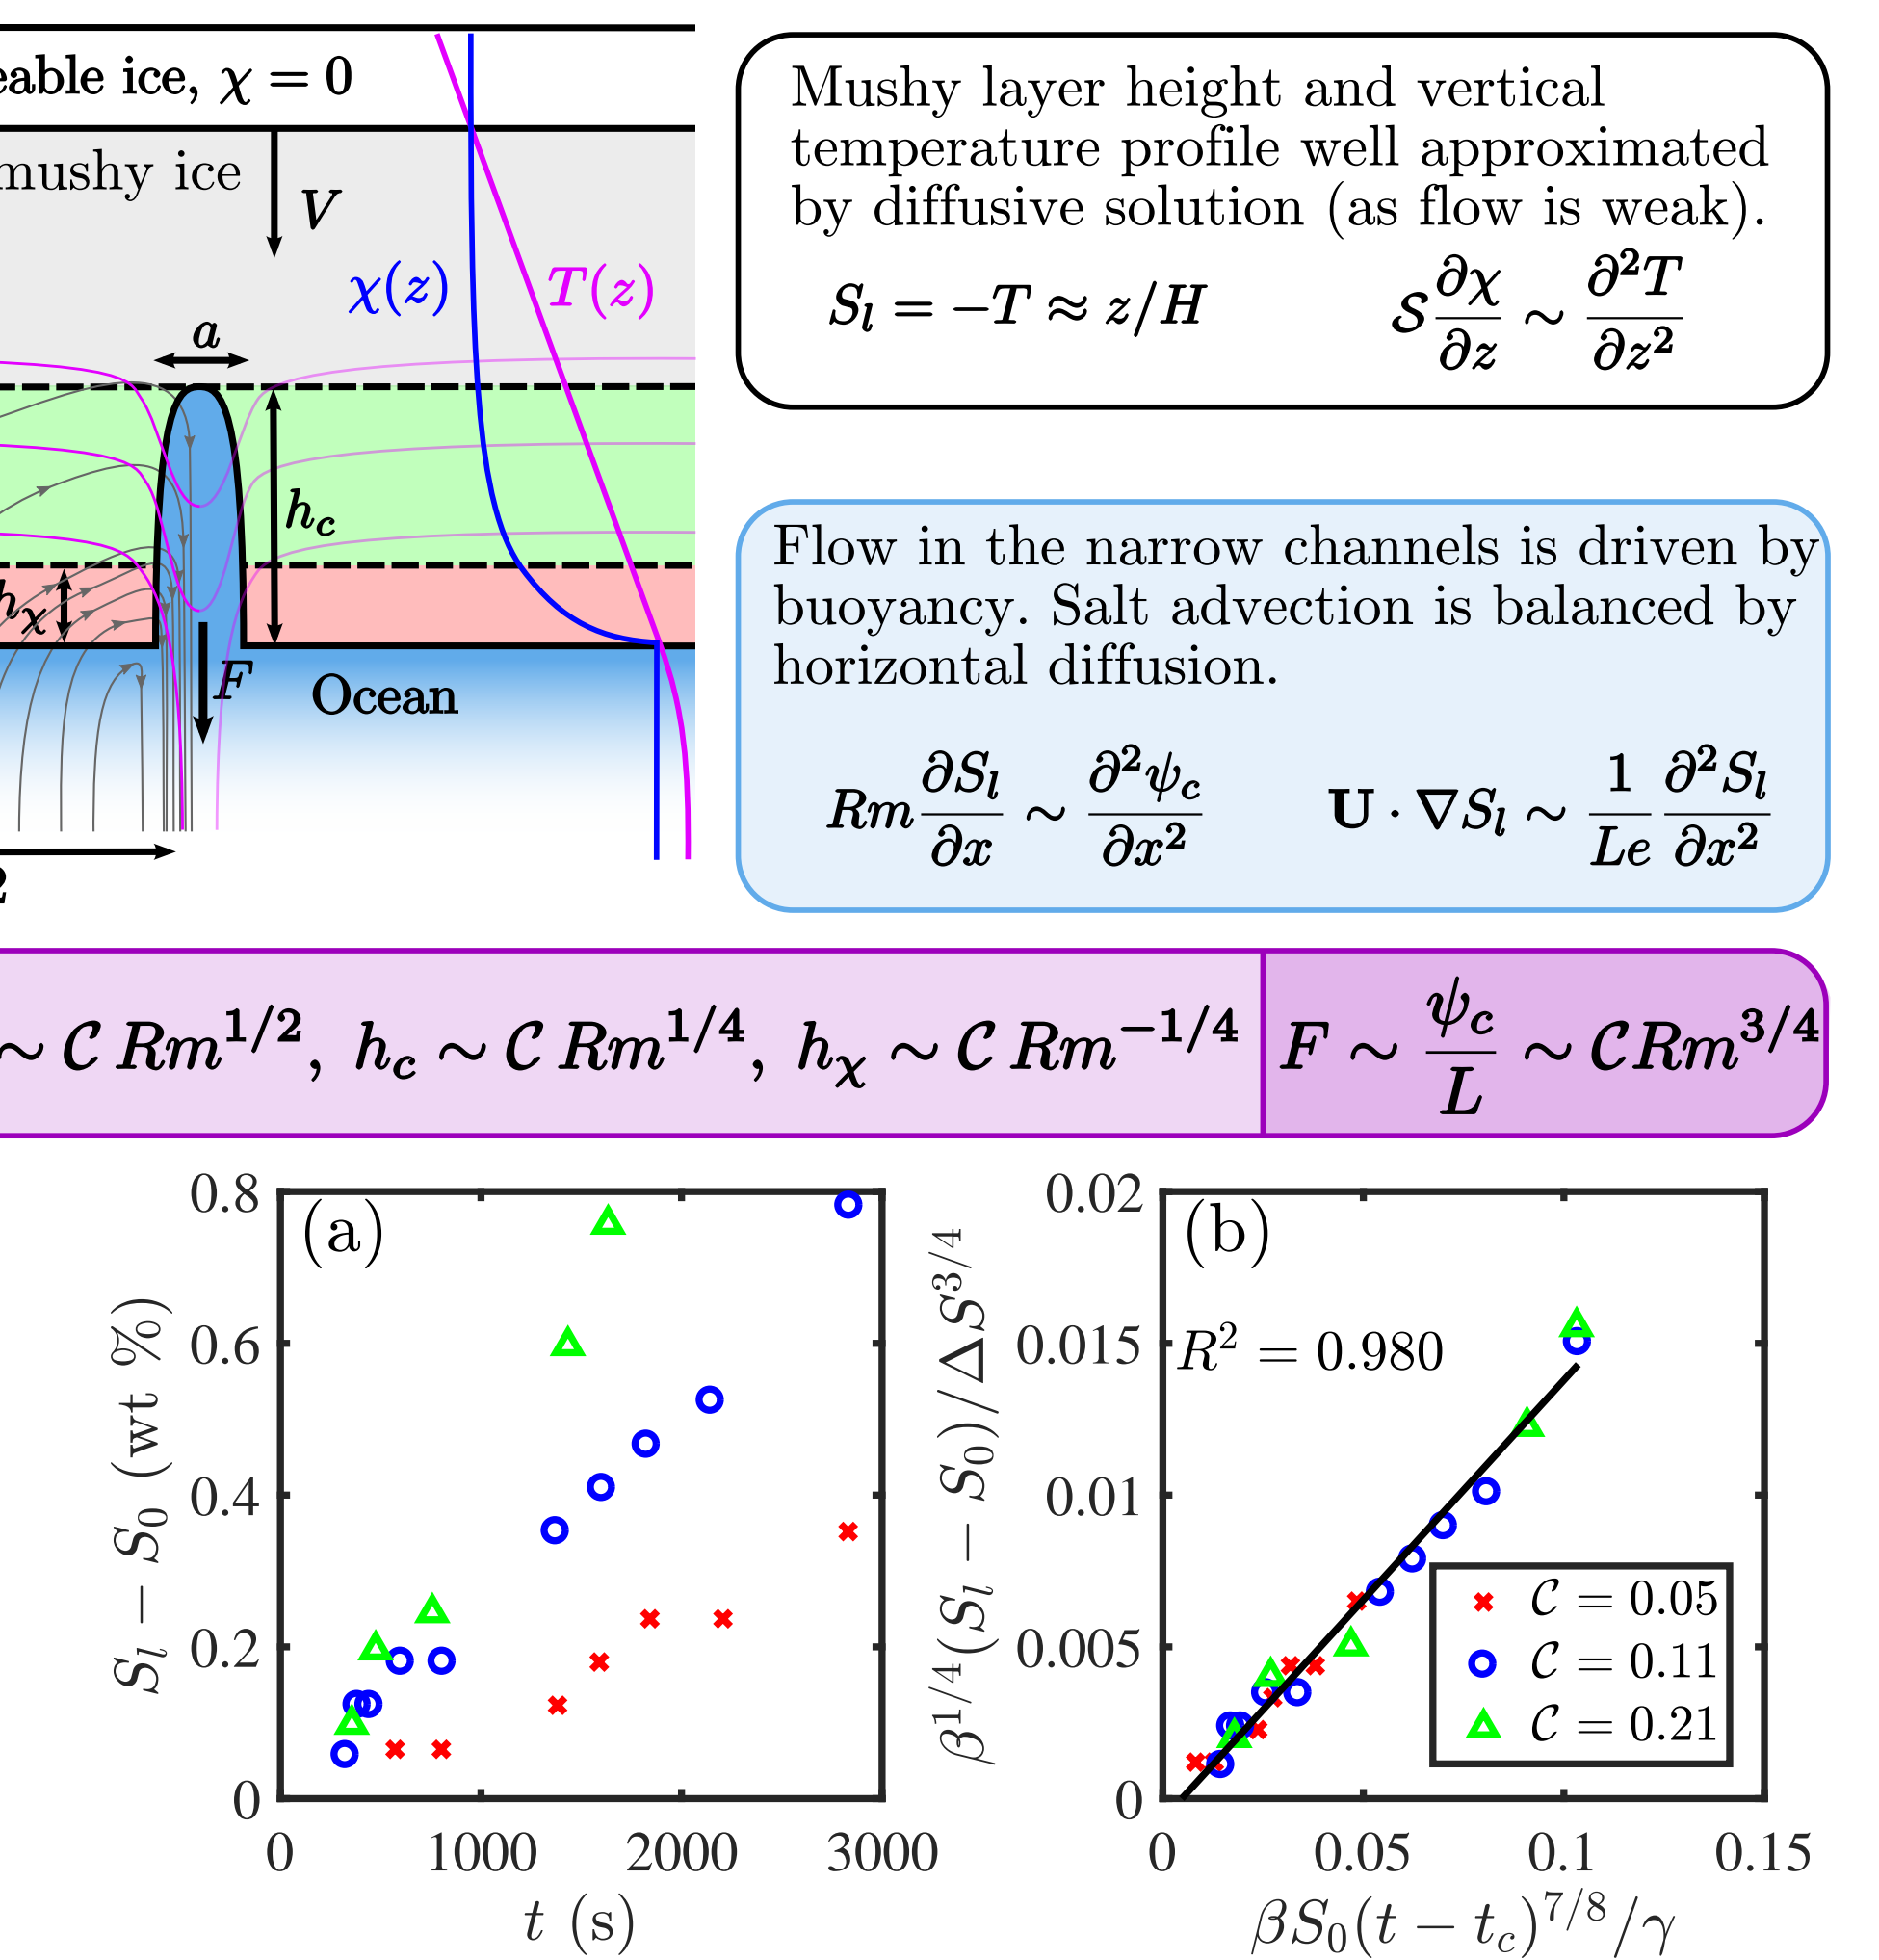 eable ice, χ = 0
mushy ice
V
χ(z)
T(z)
a
h_c
h_χ
F
Ocean
2
Mushy layer height and vertical
temperature profile well approximated
by diffusive solution (as flow is weak).
S_l = −T ≈ z/H
𝒮 ∂χ/∂z ∼ ∂²T/∂z²
Flow in the narrow channels is driven by
buoyancy. Salt advection is balanced by
horizontal diffusion.
Rm ∂S_l/∂x ∼ ∂²ψ_c/∂x²
U · ∇S_l ∼ 1/Le ∂²S_l/∂x²
∼ 𝒞 Rm^{1/2}, h_c ∼ 𝒞 Rm^{1/4}, h_χ ∼ 𝒞 Rm^{−1/4}
F ∼ ψ_c/L ∼ 𝒞Rm^{3/4}
(a)
0.8
0.6
0.4
0.2
0
0 1000 2000 3000
t (s)
S_l − S_0 (wt %)
(b)
R² = 0.980
0.02
0.015
0.01
0.005
0
0 0.05 0.1 0.15
βS_0(t − t_c)^{7/8}/γ
β^{1/4}(S_l − S_0)/ΔS^{3/4}
𝒞 = 0.05
𝒞 = 0.11
𝒞 = 0.21